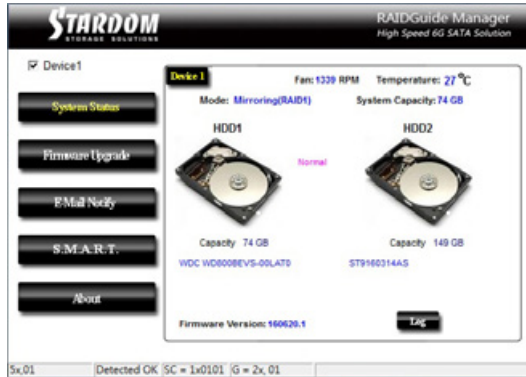 STARDOM
STORAGE SOLUTIONS
RAIDGuide Manager
High Speed 6G SATA Solution
Device1
System Status
Firmware Upgrade
E-Mail Notify
S.M.A.R.T.
About
Device 1
Fan: 1339 RPM Temperature: 27 °C
Mode: Mirroring(RAID1) System Capacity: 74 GB
HDD1 HDD2
Normal
Capacity 74 GB Capacity 149 GB
WDC WD800BEVS-00LAT0 ST9160314AS
Firmware Version: 160620.1
Log
5x,01 Detected OK SC = 1x0101 G = 2x, 01